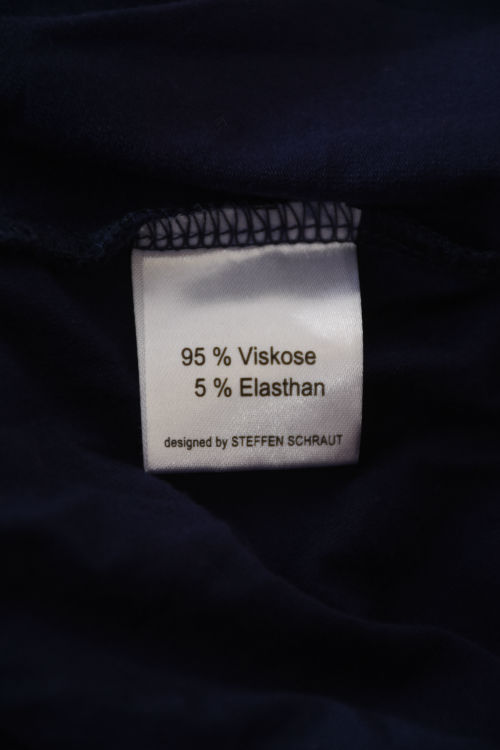 95 % Viskose
5 % Elasthan
designed by STEFFEN SCHRAUT